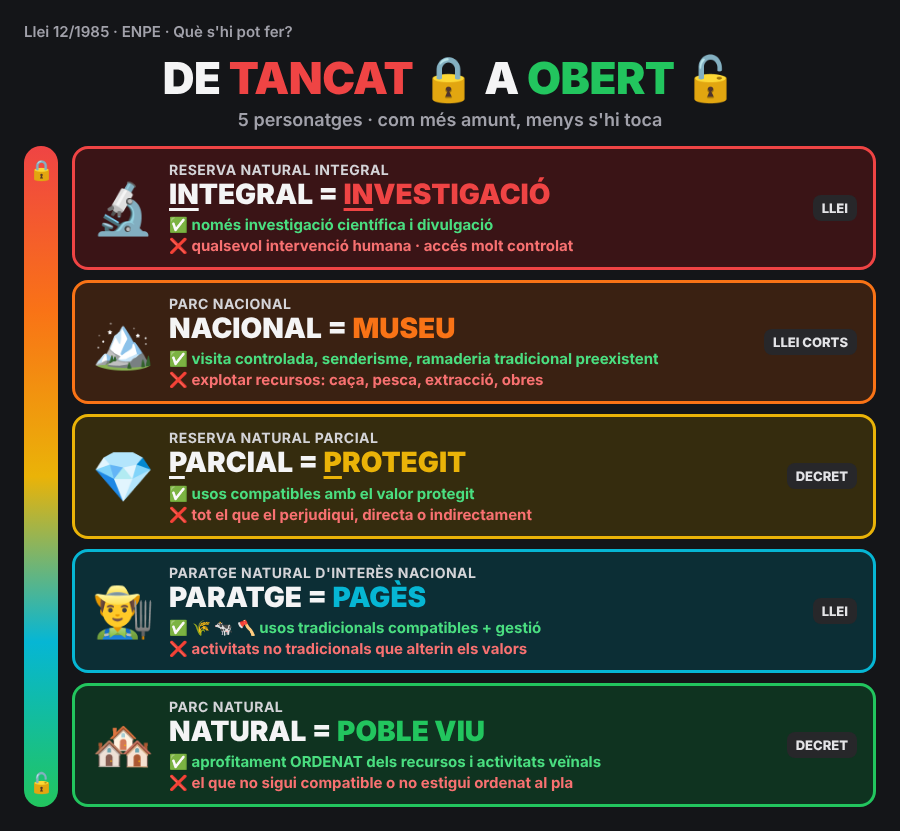 Llei 12/1985 · ENPE · Què s'hi pot fer?
DE TANCAT 🔒 A OBERT 🔓
5 personatges · com més amunt, menys s'hi toca
RESERVA NATURAL INTEGRAL
INTEGRAL = INVESTIGACIÓ
✅ només investigació científica i divulgació
❌ qualsevol intervenció humana · accés molt controlat
LLEI
PARC NACIONAL
NACIONAL = MUSEU
✅ visita controlada, senderisme, ramaderia tradicional preexistent
❌ explotar recursos: caça, pesca, extracció, obres
LLEI CORTS
RESERVA NATURAL PARCIAL
PARCIAL = PROTEGIT
✅ usos compatibles amb el valor protegit
❌ tot el que el perjudiqui, directa o indirectament
DECRET
PARATGE NATURAL D'INTERÈS NACIONAL
PARATGE = PAGÈS
✅ 🌾 🐄 🪓 usos tradicionals compatibles + gestió
❌ activitats no tradicionals que alterin els valors
LLEI
PARC NATURAL
NATURAL = POBLE VIU
✅ aprofitament ORDENAT dels recursos i activitats veïnals
❌ el que no sigui compatible o no estigui ordenat al pla
DECRET